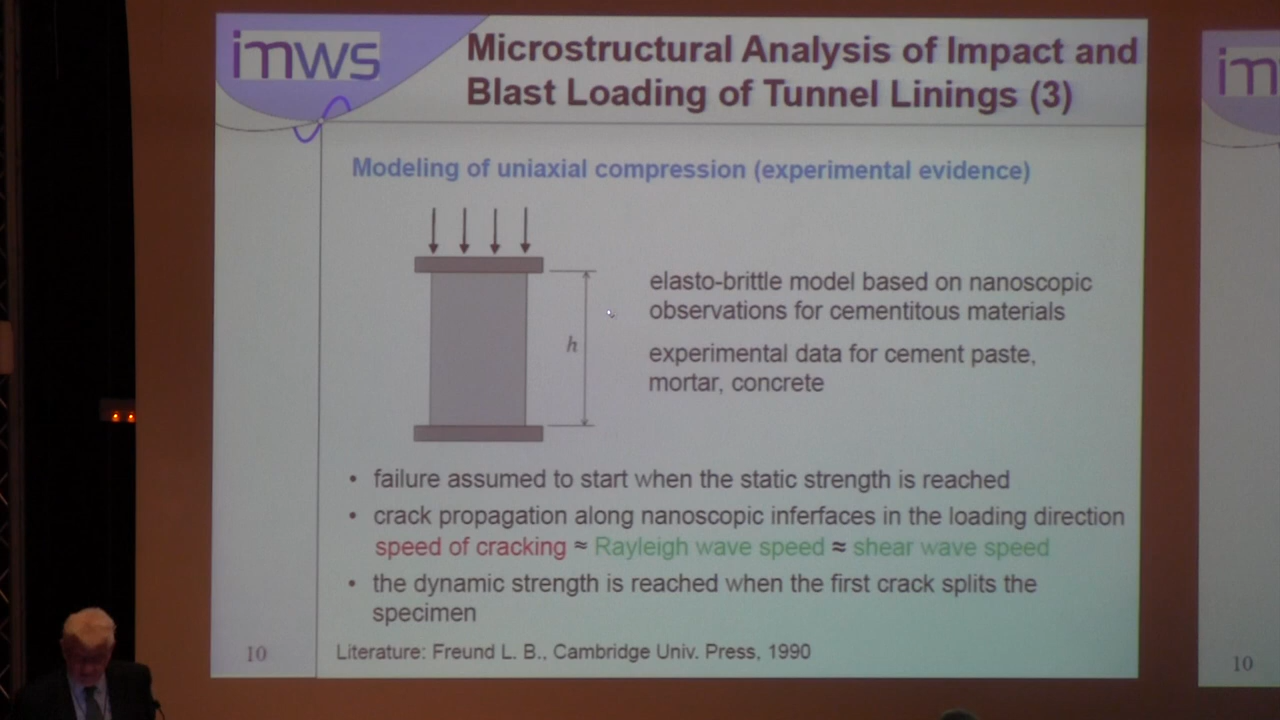 imws
Microstructural Analysis of Impact and
Blast Loading of Tunnel Linings (3)
Modeling of uniaxial compression (experimental evidence)
h
elasto-brittle model based on nanoscopic
observations for cementitous materials
experimental data for cement paste,
mortar, concrete
• failure assumed to start when the static strength is reached
• crack propagation along nanoscopic inferfaces in the loading direction
speed of cracking ≈ Rayleigh wave speed ≈ shear wave speed
• the dynamic strength is reached when the first crack splits the
specimen
10
Literature: Freund L. B., Cambridge Univ. Press, 1990
im
10